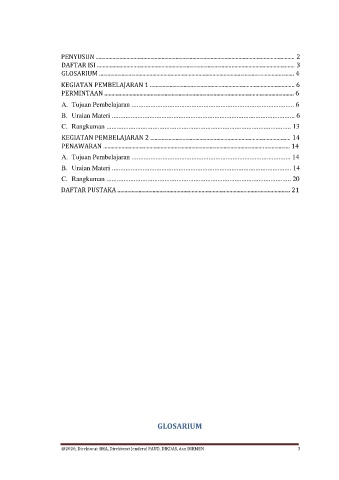 PENYUSUN ........ 2
DAFTAR ISI ........ 3
GLOSARIUM ........ 4
KEGIATAN PEMBELAJARAN 1 ........ 6
PERMINTAAN ........ 6
A. Tujuan Pembelajaran ........ 6
B. Uraian Materi ........ 6
C. Rangkuman ........ 13
KEGIATAN PEMBELAJARAN 2 ........ 14
PENAWARAN ........ 14
A. Tujuan Pembelajaran ........ 14
B. Uraian Materi ........ 14
C. Rangkuman ........ 20
DAFTAR PUSTAKA ........ 21
GLOSARIUM
@2020, Direktorat SMA, Direktorat Jenderal PAUD, DIKDAS, dan DIKMEN 3